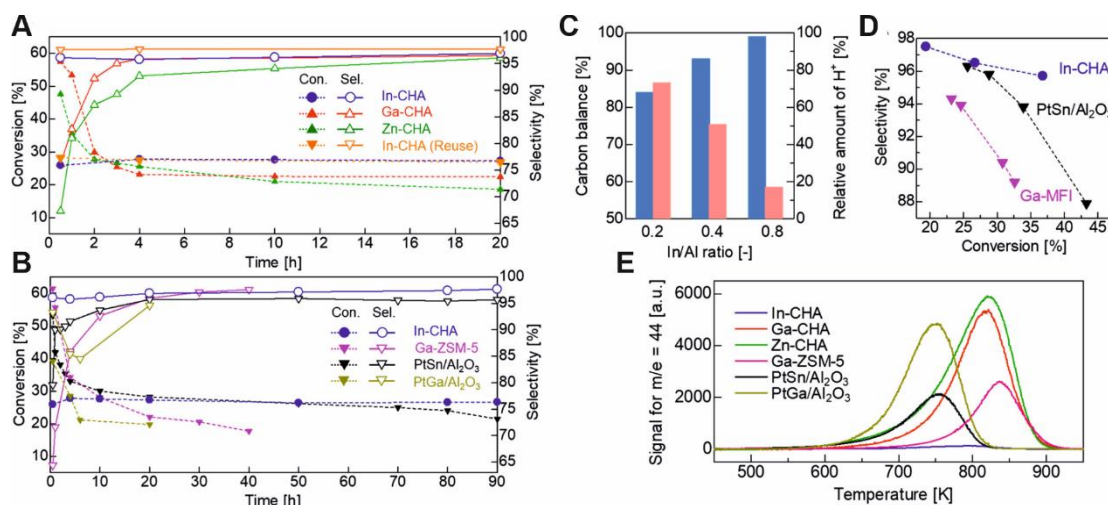 A
Conversion [%]
60
50
40
30
20
10
Con. Sel.
In-CHA
Ga-CHA
Zn-CHA
In-CHA (Reuse)
100
95
90
85
80
75
70
65
Selectivity [%]
0 2 4 6 8 10 12 14 16 18 20
Time [h]
B
Conversion [%]
60
50
40
30
20
10
Con. Sel.
In-CHA
Ga-ZSM-5
PtSn/Al₂O₃
PtGa/Al₂O₃
100
95
90
85
80
75
70
65
Selectivity [%]
0 10 20 30 40 50 60 70 80 90
Time [h]
C
Carbon balance [%]
100
90
80
70
60
50
100
80
60
40
20
0
Relative amount of H⁺ [%]
0.2 0.4 0.8
In/Al ratio [-]
D
Selectivity [%]
98
96
94
92
90
88
In-CHA
PtSn/Al₂O₃
Ga-MFI
20 25 30 35 40 45
Conversion [%]
E
Signal for m/e = 44 [a.u.]
6000
4000
2000
0
In-CHA
Ga-CHA
Zn-CHA
Ga-ZSM-5
PtSn/Al₂O₃
PtGa/Al₂O₃
500 600 700 800 900
Temperature [K]